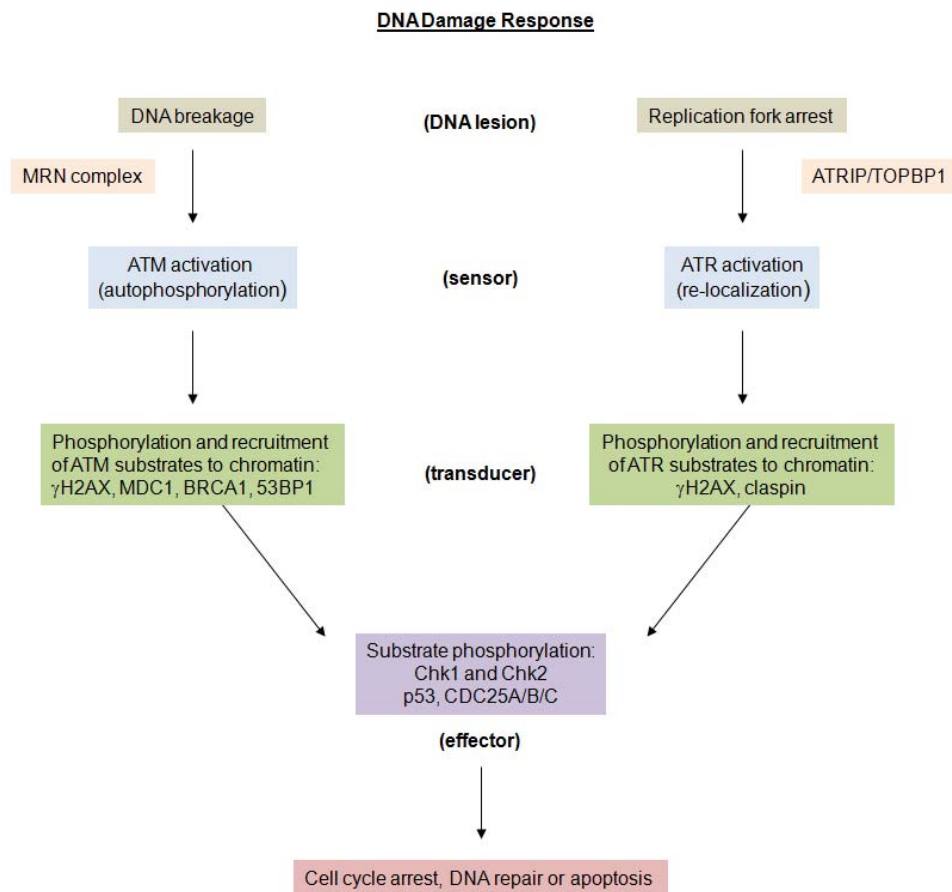 DNA Damage Response
DNA breakage
(DNA lesion)
Replication fork arrest
MRN complex
ATRIP/TOPBP1
ATM activation
(autophosphorylation)
(sensor)
ATR activation
(re-localization)
Phosphorylation and recruitment
of ATM substrates to chromatin:
γH2AX, MDC1, BRCA1, 53BP1
(transducer)
Phosphorylation and recruitment
of ATR substrates to chromatin:
γH2AX, claspin
Substrate phosphorylation:
Chk1 and Chk2
p53, CDC25A/B/C
(effector)
Cell cycle arrest, DNA repair or apoptosis